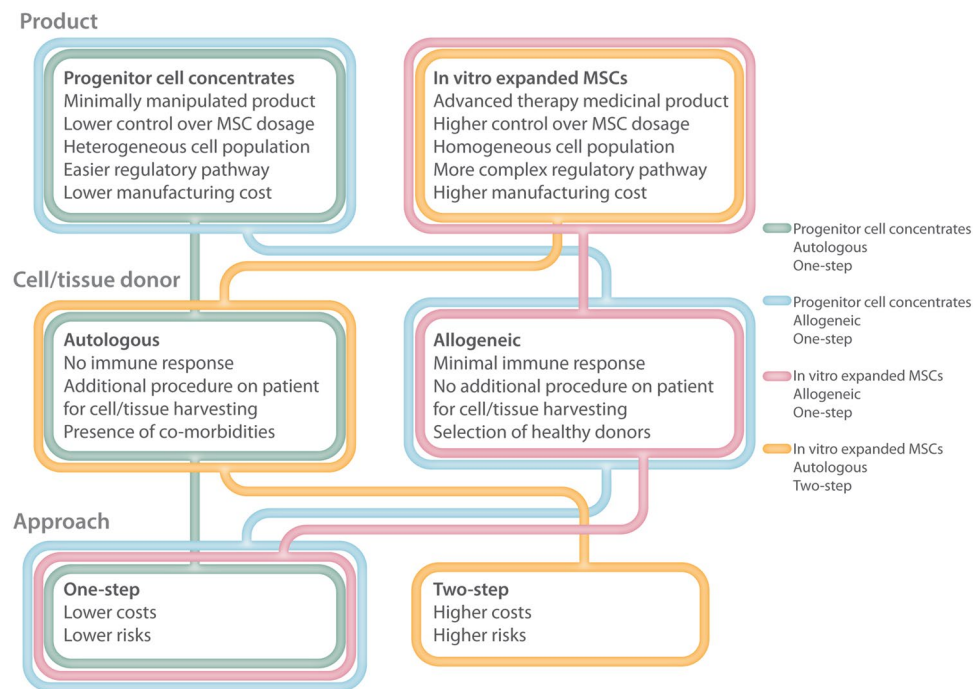 Product
Progenitor cell concentrates
Minimally manipulated product
Lower control over MSC dosage
Heterogeneous cell population
Easier regulatory pathway
Lower manufacturing cost
In vitro expanded MSCs
Advanced therapy medicinal product
Higher control over MSC dosage
Homogeneous cell population
More complex regulatory pathway
Higher manufacturing cost
Cell/tissue donor
Autologous
No immune response
Additional procedure on patient
for cell/tissue harvesting
Presence of co-morbidities
Allogeneic
Minimal immune response
No additional procedure on patient
for cell/tissue harvesting
Selection of healthy donors
Approach
One-step
Lower costs
Lower risks
Two-step
Higher costs
Higher risks
Progenitor cell concentrates
Autologous
One-step
Progenitor cell concentrates
Allogeneic
One-step
In vitro expanded MSCs
Allogeneic
One-step
In vitro expanded MSCs
Autologous
Two-step